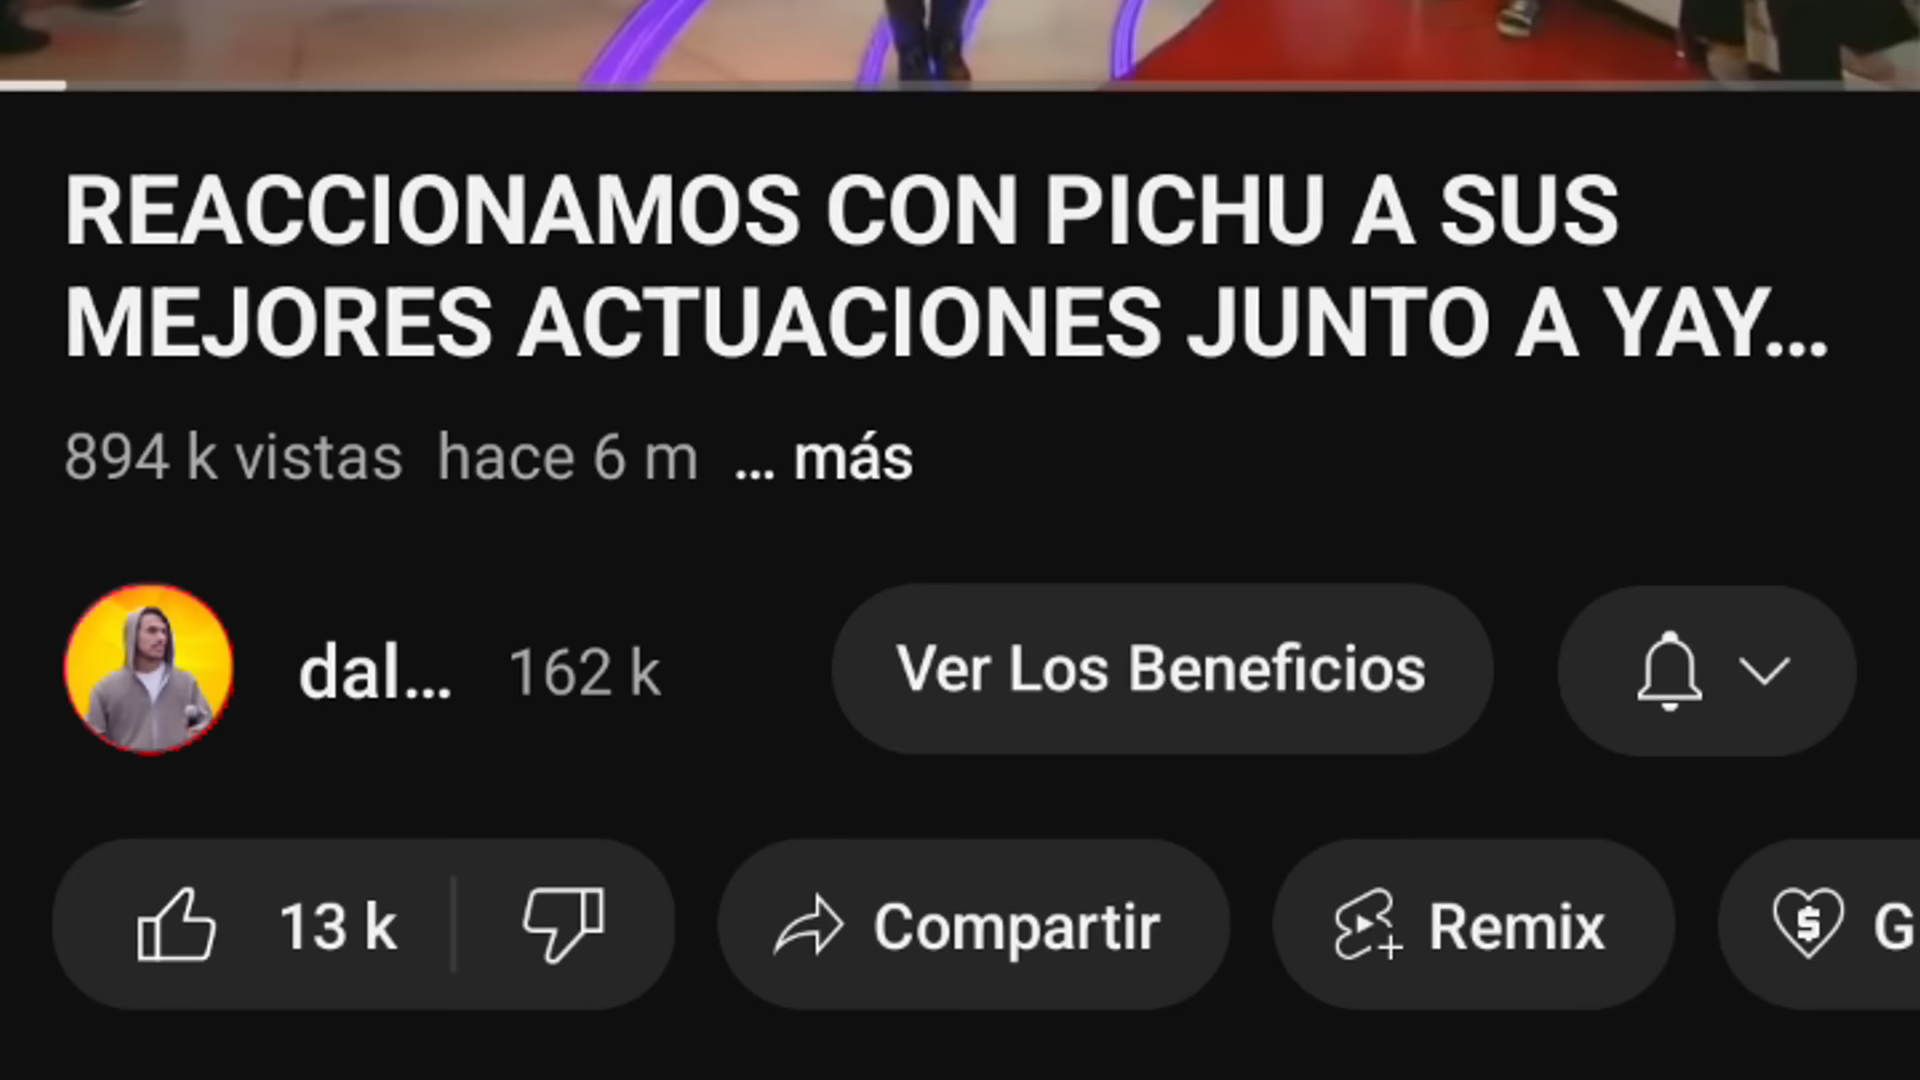 REACCIONAMOS CON PICHU A SUS
MEJORES ACTUACIONES JUNTO A YAY...
894 k vistas hace 6 m ... más
dal... 162 k Ver Los Beneficios
13 k Compartir Remix G